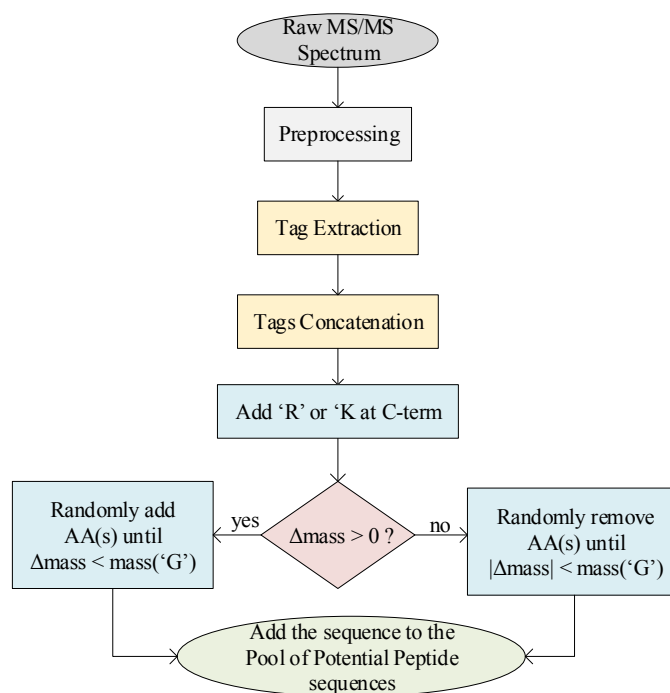 Raw MS/MS
Spectrum
Preprocessing
Tag Extraction
Tags Concatenation
Add ‘R’ or ‘K at C-term
Randomly add
AA(s) until
Δmass < mass(‘G’)
yes
Δmass > 0 ?
no
Randomly remove
AA(s) until
|Δmass| < mass(‘G’)
Add the sequence to the
Pool of Potential Peptide
sequences